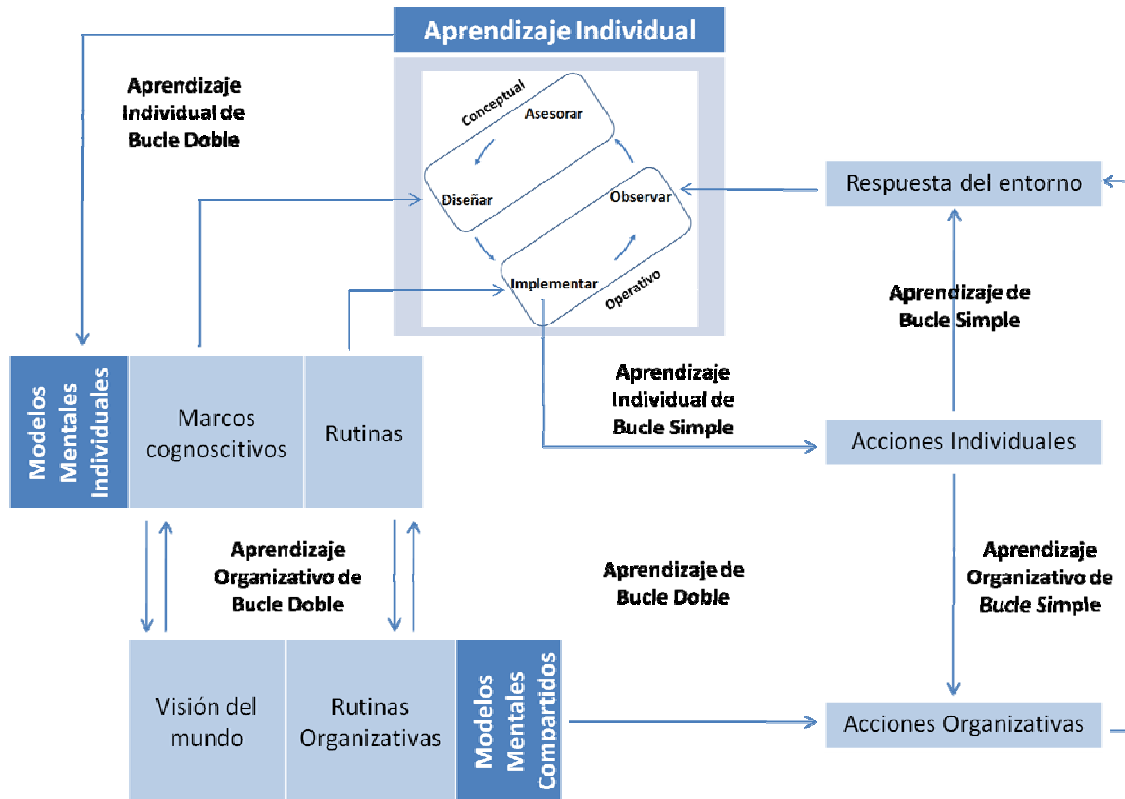 Aprendizaje Individual
Aprendizaje
Individual de
Bucle Doble
Conceptual
Asesorar
Diseñar
Observar
Implementar
Operativo
Respuesta del entorno
Aprendizaje de
Bucle Simple
Aprendizaje
Individual de
Bucle Simple
Modelos
Mentales
Individuales
Marcos
cognoscitivos
Rutinas
Acciones Individuales
Aprendizaje
Organizativo de
Bucle Doble
Aprendizaje de
Bucle Doble
Aprendizaje
Organizativo de
Bucle Simple
Visión del
mundo
Rutinas
Organizativas
Modelos
Mentales
Compartidos
Acciones Organizativas